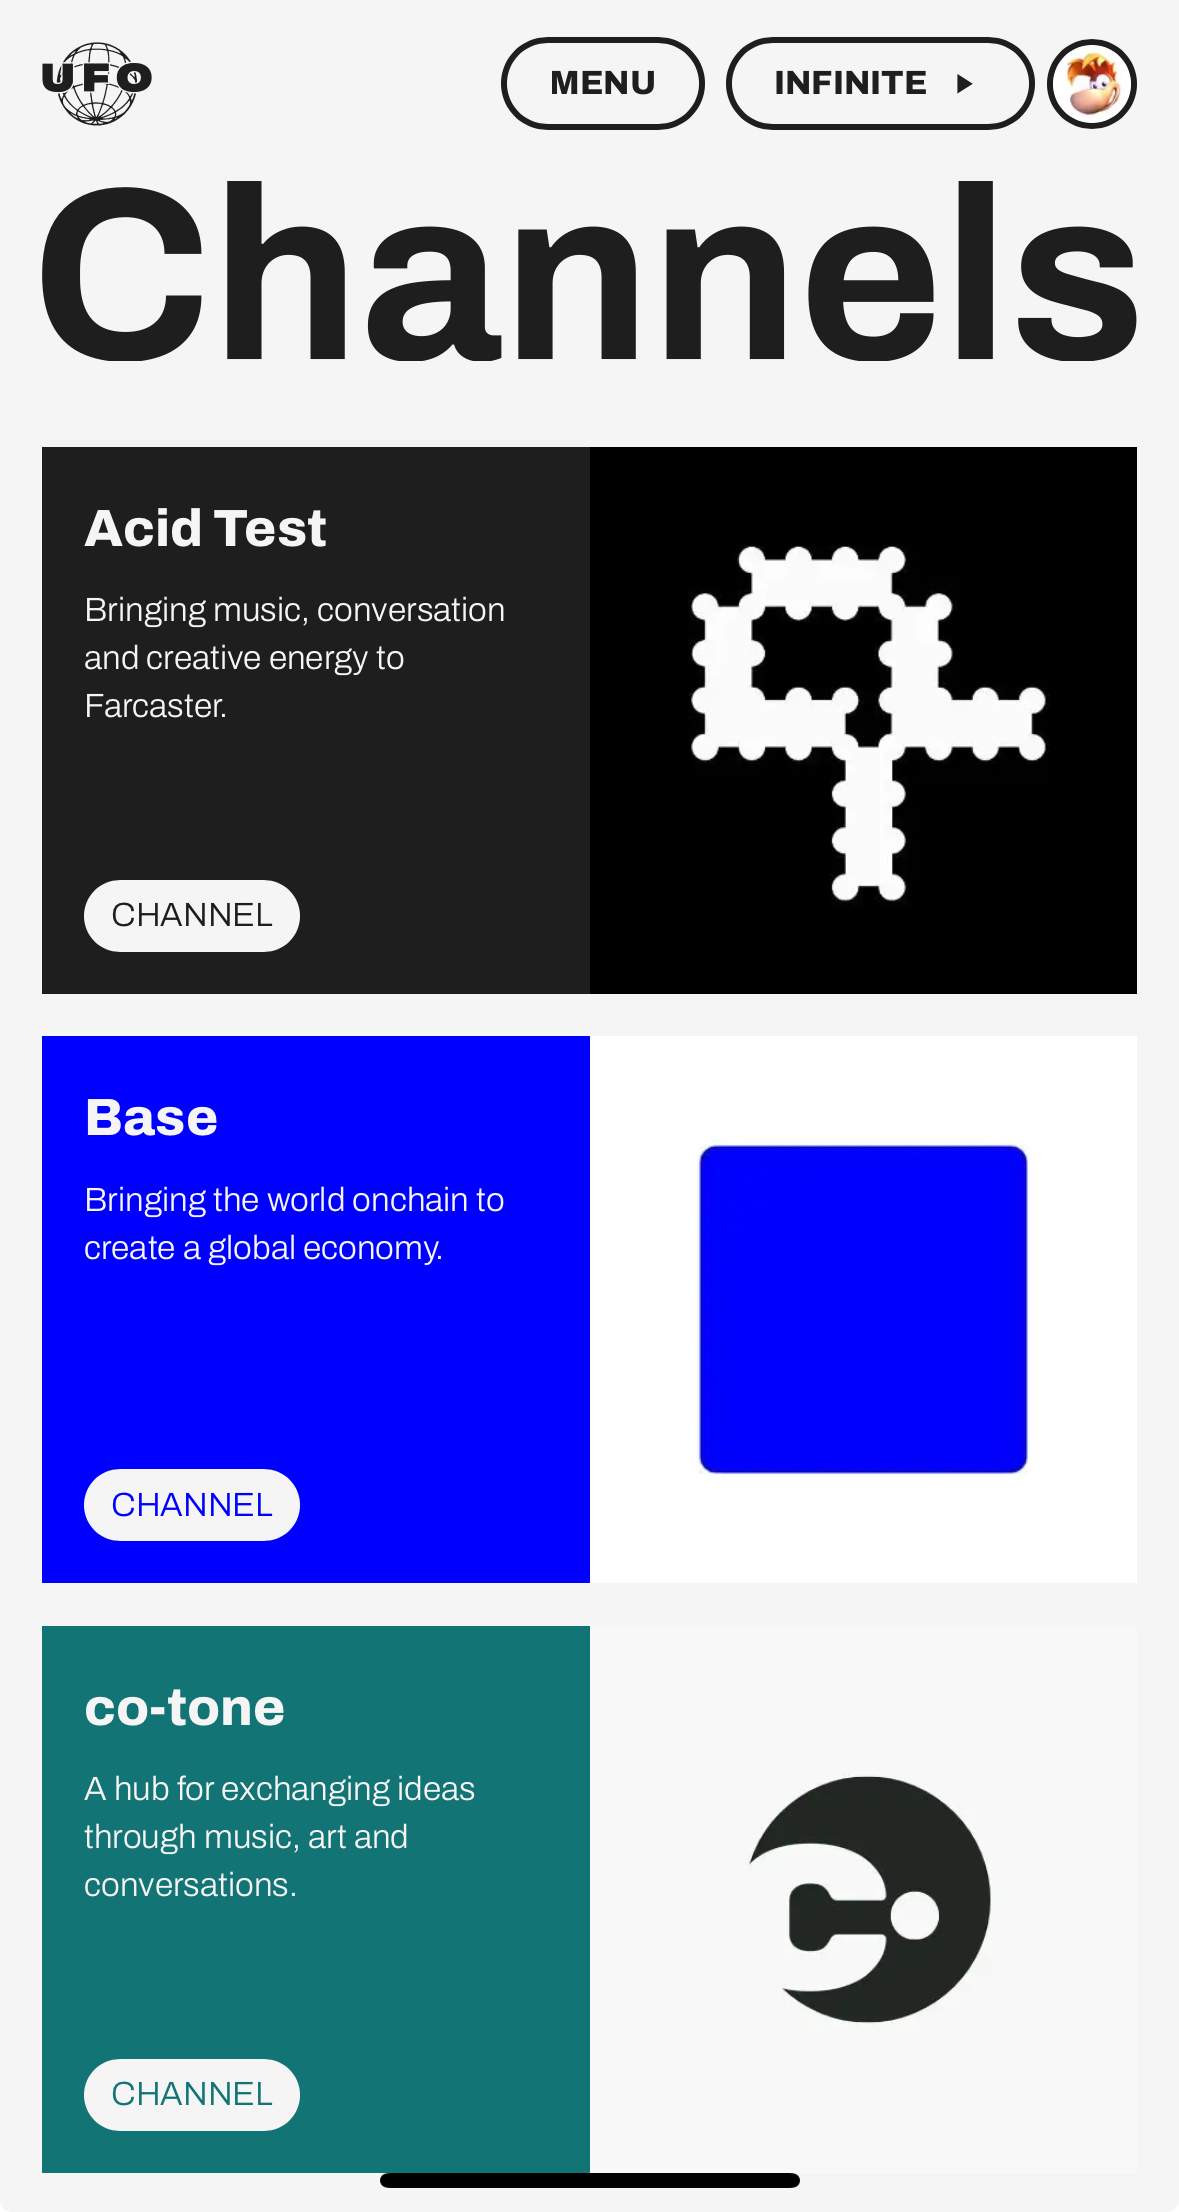 UFO
MENU
INFINITE
Channels
Acid Test
Bringing music, conversation
and creative energy to
Farcaster.
CHANNEL
Base
Bringing the world onchain to
create a global economy.
CHANNEL
co-tone
A hub for exchanging ideas
through music, art and
conversations.
CHANNEL